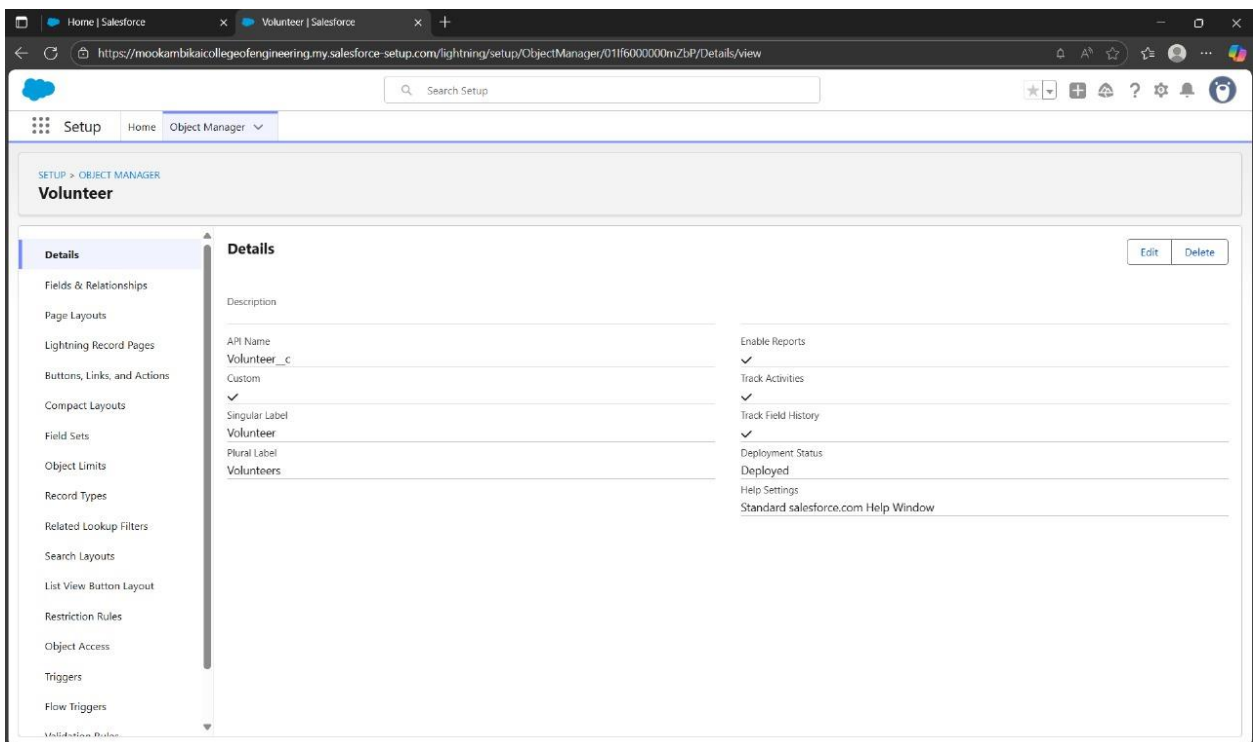 Home | Salesforce
Volunteer | Salesforce
https://mookambikaicollegeofengineering.my.salesforce-setup.com/lightning/setup/ObjectManager/01If6000000mZbP/Details/view
Search Setup
Setup
Home
Object Manager
SETUP > OBJECT MANAGER
Volunteer
Details
Fields & Relationships
Page Layouts
Lightning Record Pages
Buttons, Links, and Actions
Compact Layouts
Field Sets
Object Limits
Record Types
Related Lookup Filters
Search Layouts
List View Button Layout
Restriction Rules
Object Access
Triggers
Flow Triggers
Validation Rules
Details
Edit
Delete
Description
API Name
Volunteer__c
Custom
Singular Label
Volunteer
Plural Label
Volunteers
Enable Reports
Track Activities
Track Field History
Deployment Status
Deployed
Help Settings
Standard salesforce.com Help Window